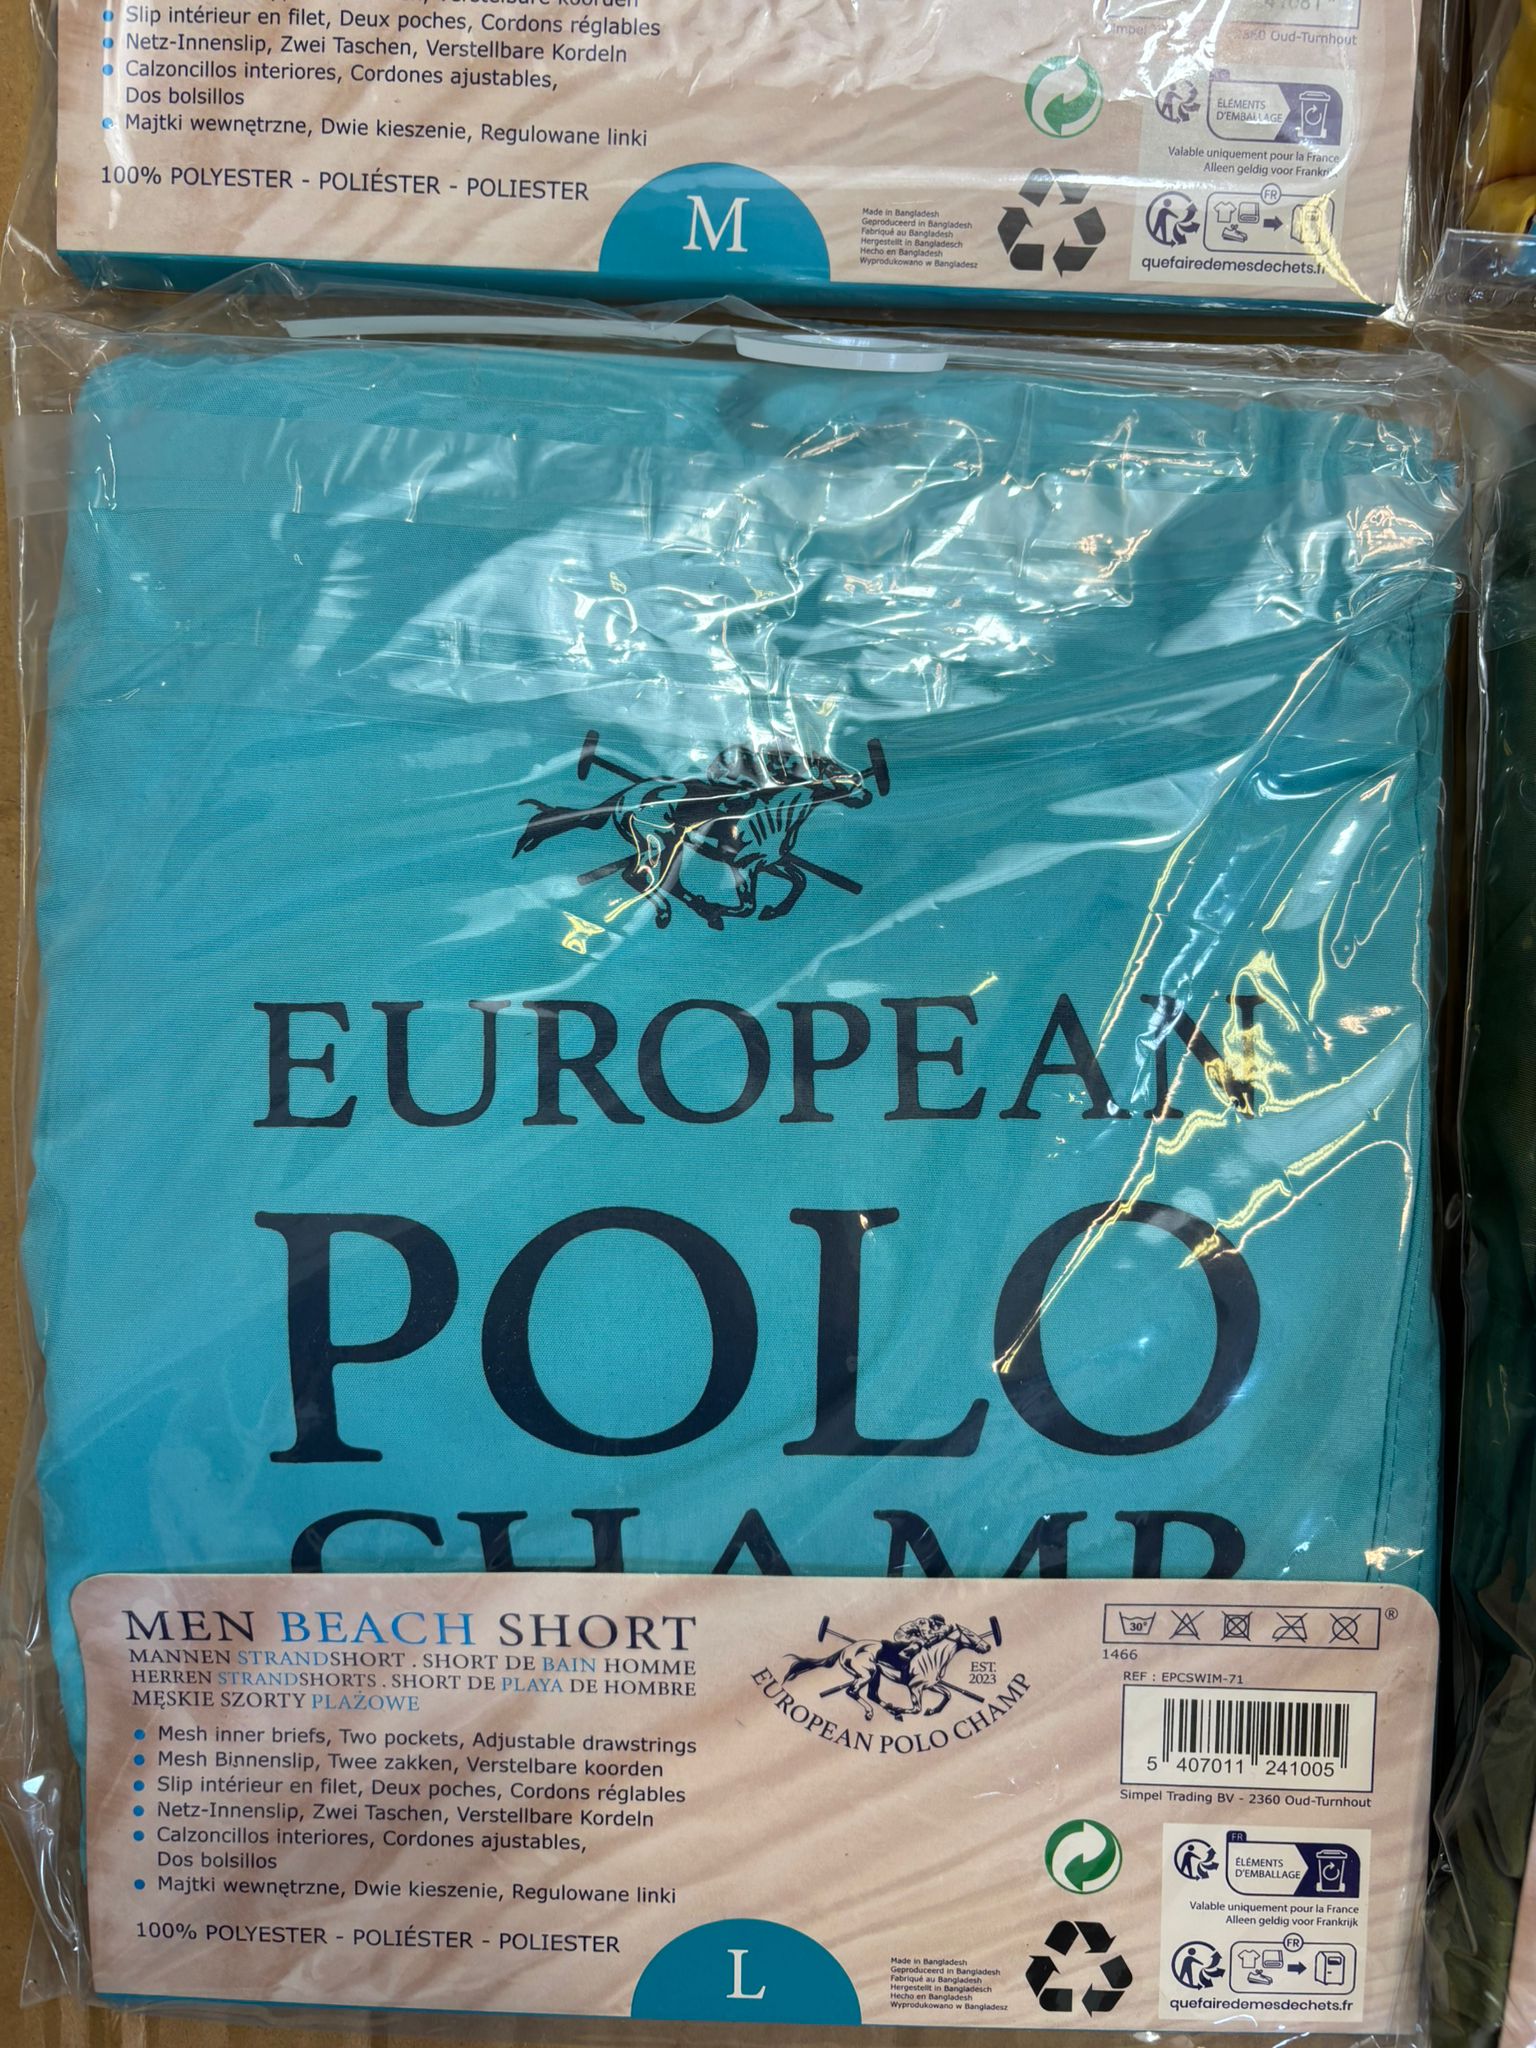 Slip intérieur en filet, Deux poches, Cordons réglables
Netz-Innenslip, Zwei Taschen, Verstellbare Kordeln
Calzoncillos interiores, Cordones ajustables,
Dos bolsillos
Majtki wewnętrzne, Dwie kieszenie, Regulowane linki
100% POLYESTER - POLIÉSTER - POLIESTER
M
Made in Bangladesh
Geproduceerd in Bangladesh
Fabriqué au Bangladesh
Hergestellt in Bangladesch
Hecho en Bangladesh
Wyprodukowano w Bangladesz
Oud-Turnhout
ÉLÉMENTS
D'EMBALLAGE
Valable uniquement pour la France
Alleen geldig voor
FR
quefairedemesdechets.fr
EUROPEAN
POLO
CHAMP
MEN BEACH SHORT
MANNEN STRANDSHORT . SHORT DE BAIN HOMME
HERREN STRANDSHORTS . SHORT DE PLAYA DE HOMBRE
MĘSKIE SZORTY PLAŻOWE
Mesh inner briefs, Two pockets, Adjustable drawstrings
Mesh Binnenslip, Twee zakken, Verstelbare koorden
Slip intérieur en filet, Deux poches, Cordons réglables
Netz-Innenslip, Zwei Taschen, Verstellbare Kordeln
Calzoncillos interiores, Cordones ajustables,
Dos bolsillos
Majtki wewnętrzne, Dwie kieszenie, Regulowane linki
100% POLYESTER - POLIÉSTER - POLIESTER
L
EST.
2023
EUROPEAN POLO CHAMP
30°
®
1466
REF : EPCSWIM-71
5 407011 241005
Simpel Trading BV - 2360 Oud-Turnhout
FR
ÉLÉMENTS
D'EMBALLAGE
Valable uniquement pour la France
Alleen geldig voor Frankrijk
FR
quefairedemesdechets.fr
Made in Bangladesh
Geproduceerd in Bangladesh
Fabriqué au Bangladesh
Hergestellt in Bangladesch
Hecho en Bangladesh
Wyprodukowano w Bangladesz